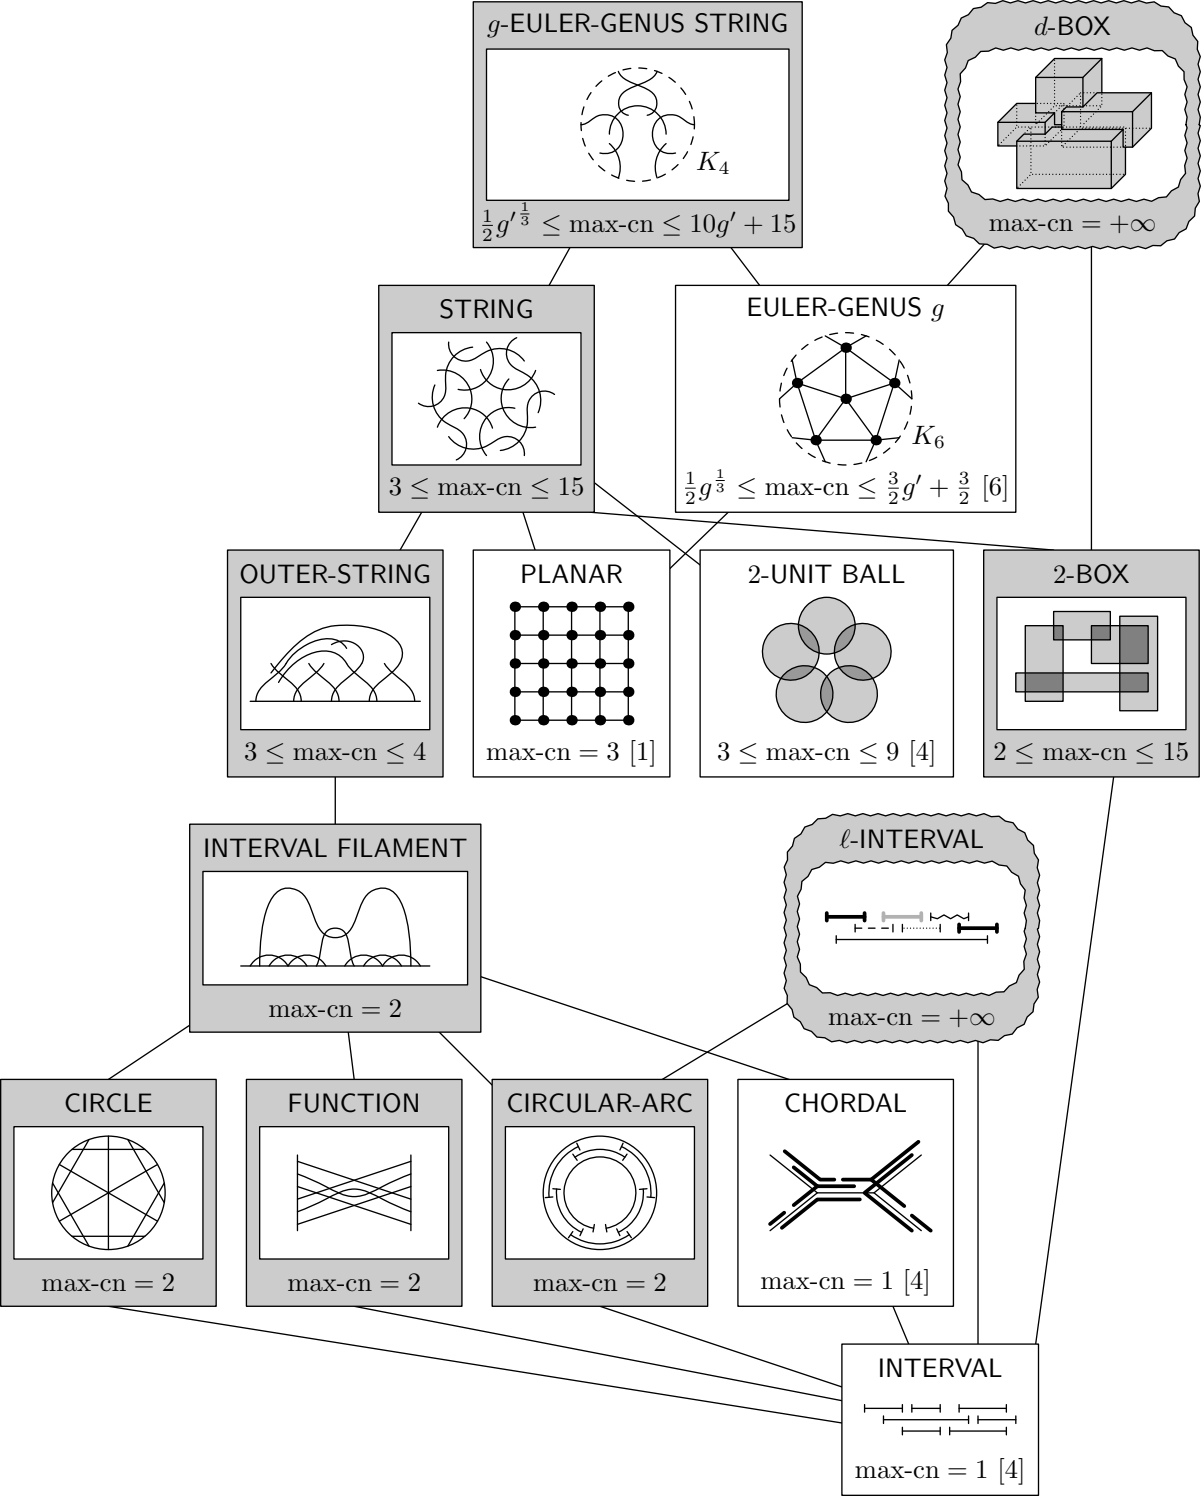 g-EULER-GENUS STRING
K₄
½g′^⅓ ≤ max-cn ≤ 10g′ + 15
d-BOX
max-cn = +∞
STRING
3 ≤ max-cn ≤ 15
EULER-GENUS g
K₆
½g^⅓ ≤ max-cn ≤ 3/2g′ + 3/2 [6]
OUTER-STRING
3 ≤ max-cn ≤ 4
PLANAR
max-cn = 3 [1]
2-UNIT BALL
3 ≤ max-cn ≤ 9 [4]
2-BOX
2 ≤ max-cn ≤ 15
INTERVAL FILAMENT
max-cn = 2
ℓ-INTERVAL
max-cn = +∞
CIRCLE
max-cn = 2
FUNCTION
max-cn = 2
CIRCULAR-ARC
max-cn = 2
CHORDAL
max-cn = 1 [4]
INTERVAL
max-cn = 1 [4]